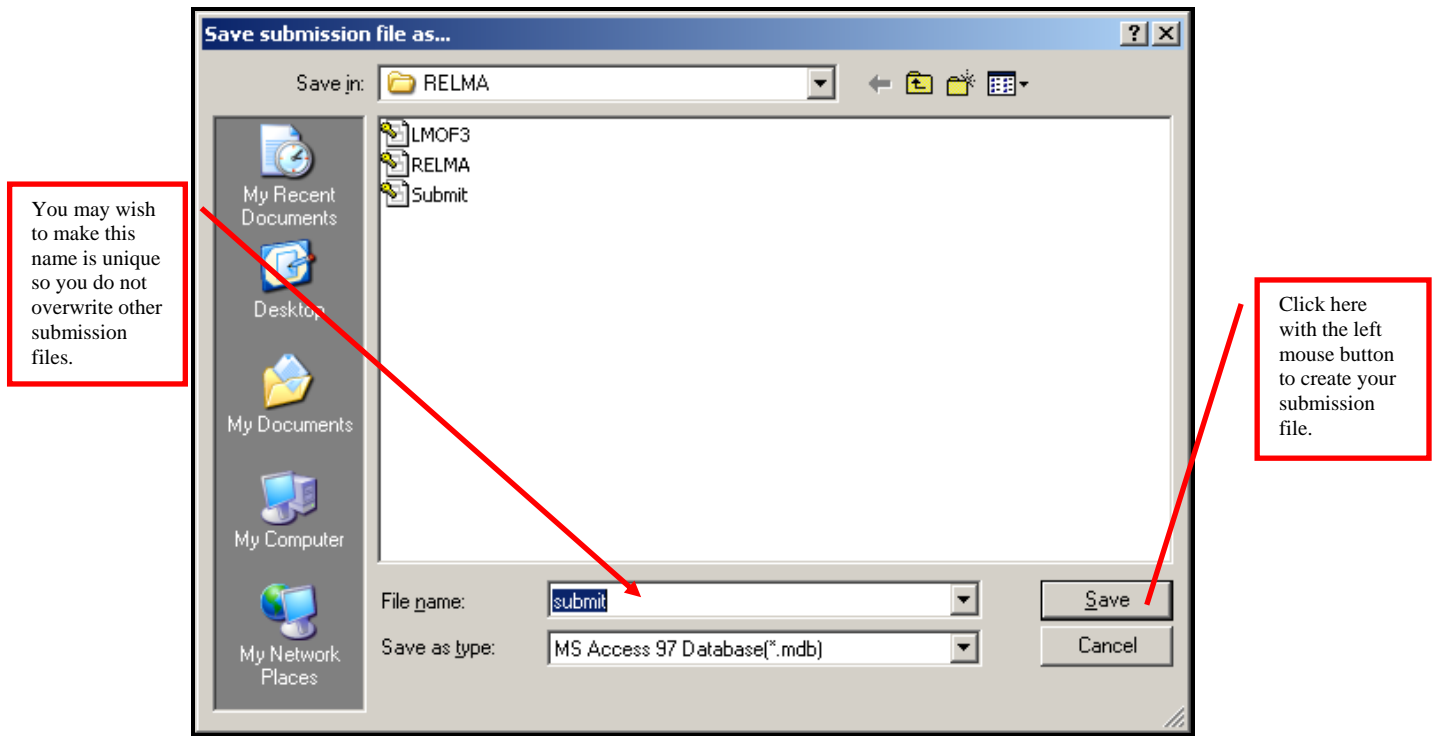 Save submission file as...
Save in: RELMA
LMOF3
RELMA
Submit
My Recent
Documents
Desktop
My Documents
My Computer
My Network
Places
File name: submit
Save
Save as type: MS Access 97 Database(*.mdb)
Cancel
You may wish
to make this
name is unique
so you do not
overwrite other
submission
files.
Click here
with the left
mouse button
to create your
submission
file.